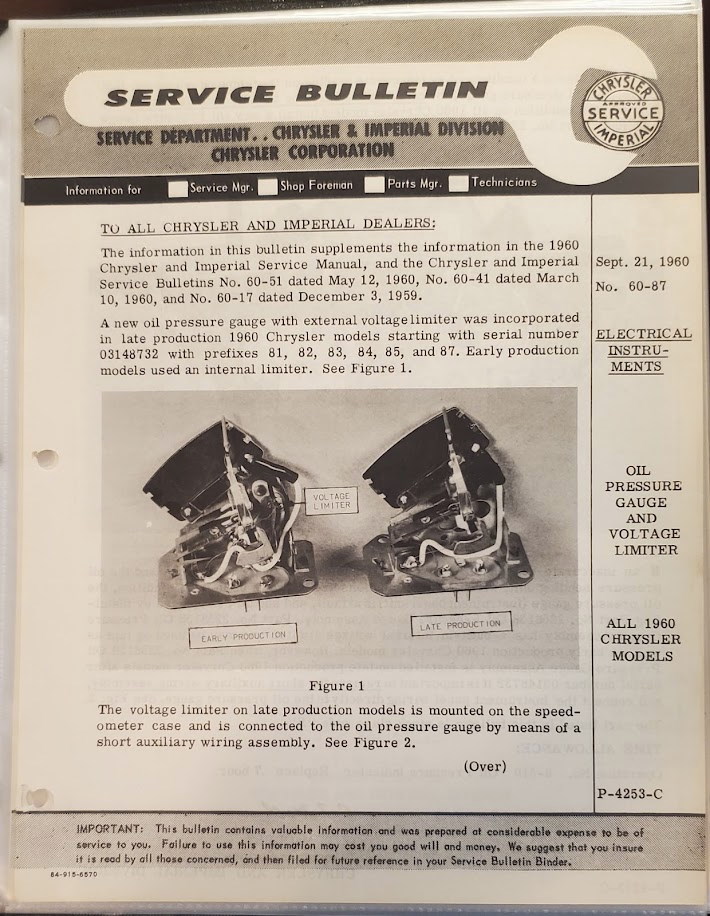 SERVICE BULLETIN
SERVICE DEPARTMENT.. CHRYSLER & IMPERIAL DIVISION
CHRYSLER CORPORATION
CHRYSLER
APPROVED
SERVICE
IMPERIAL
Information for Service Mgr. Shop Foreman Parts Mgr. Technicians
TO ALL CHRYSLER AND IMPERIAL DEALERS:
The information in this bulletin supplements the information in the 1960
Chrysler and Imperial Service Manual, and the Chrysler and Imperial
Service Bulletins No. 60-51 dated May 12, 1960, No. 60-41 dated March
10, 1960, and No. 60-17 dated December 3, 1959.
A new oil pressure gauge with external voltage limiter was incorporated
in late production 1960 Chrysler models starting with serial number
03148732 with prefixes 81, 82, 83, 84, 85, and 87. Early production
models used an internal limiter. See Figure 1.
VOLTAGE
LIMITER
EARLY PRODUCTION
LATE PRODUCTION
Figure 1
The voltage limiter on late production models is mounted on the speed-
ometer case and is connected to the oil pressure gauge by means of a
short auxiliary wiring assembly. See Figure 2.
(Over)
Sept. 21, 1960
No. 60-87
ELECTRICAL
INSTRU-
MENTS
OIL
PRESSURE
GAUGE
AND
VOLTAGE
LIMITER
ALL 1960
CHRYSLER
MODELS
P-4253-C
IMPORTANT: This bulletin contains valuable information and was prepared at considerable expense to be of
service to you. Failure to use this information may cost you good will and money. We suggest that you insure
it is read by all those concerned, and then filed for future reference in your Service Bulletin Binder.
84-915-6570